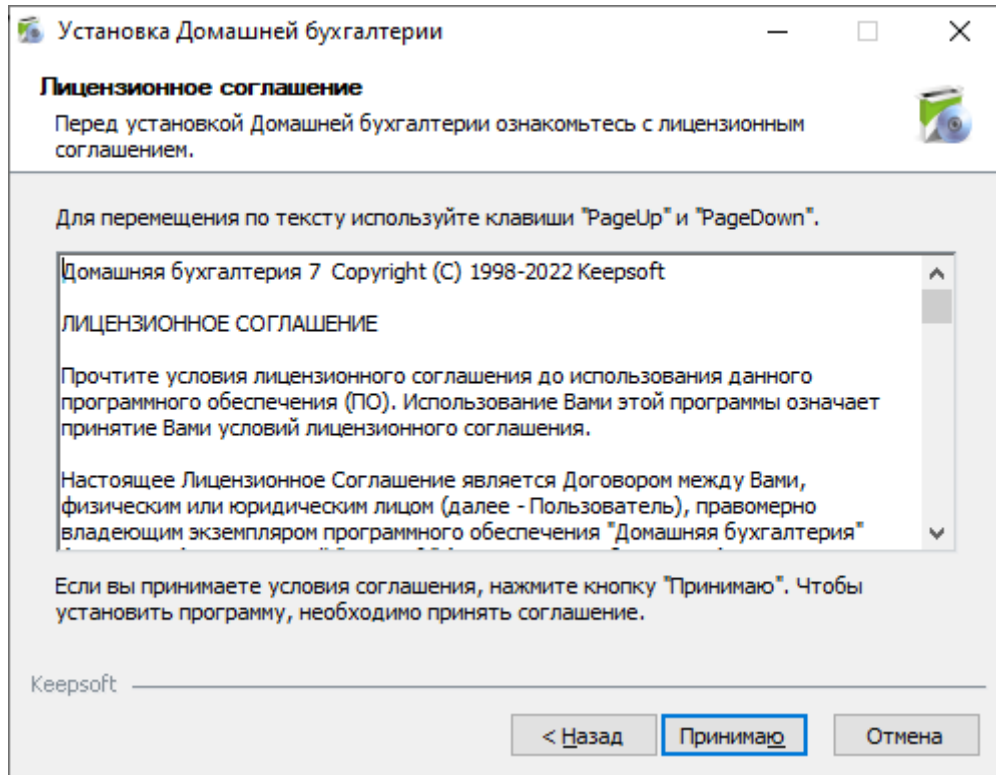 Установка Домашней бухгалтерии
Лицензионное соглашение
Перед установкой Домашней бухгалтерии ознакомьтесь с лицензионным
соглашением.
Для перемещения по тексту используйте клавиши "PageUp" и "PageDown".
Домашняя бухгалтерия 7 Copyright (C) 1998-2022 Keepsoft
ЛИЦЕНЗИОННОЕ СОГЛАШЕНИЕ
Прочтите условия лицензионного соглашения до использования данного
программного обеспечения (ПО). Использование Вами этой программы означает
принятие Вами условий лицензионного соглашения.
Настоящее Лицензионное Соглашение является Договором между Вами,
физическим или юридическим лицом (далее - Пользователь), правомерно
владеющим экземпляром программного обеспечения "Домашняя бухгалтерия"
Если вы принимаете условия соглашения, нажмите кнопку "Принимаю". Чтобы
установить программу, необходимо принять соглашение.
Keepsoft
< Назад Принимаю Отмена